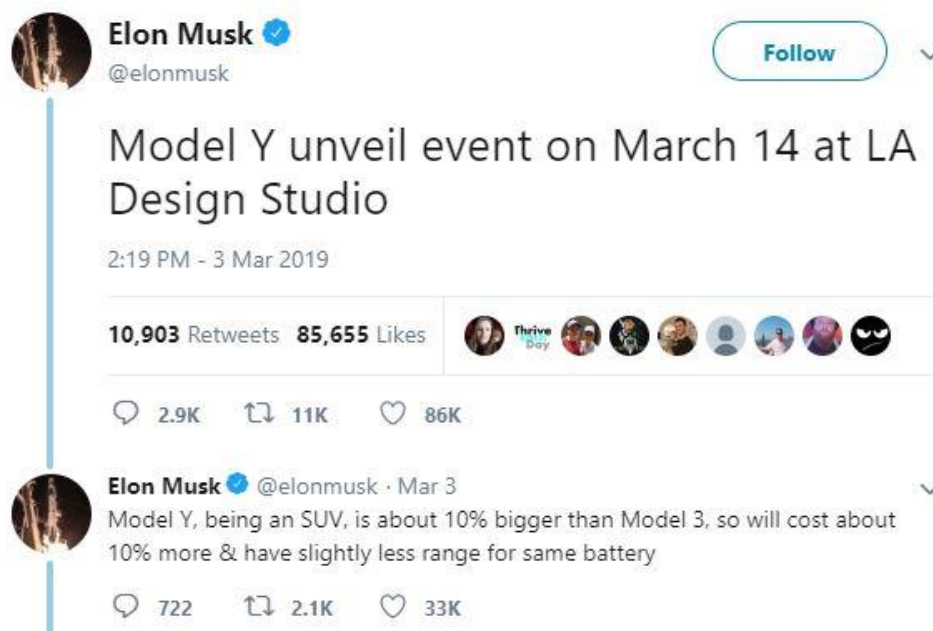 Elon Musk
@elonmusk
Follow
Model Y unveil event on March 14 at LA
Design Studio
2:19 PM - 3 Mar 2019
10,903 Retweets 85,655 Likes
Thrive
Day
2.9K 11K 86K
Elon Musk @elonmusk · Mar 3
Model Y, being an SUV, is about 10% bigger than Model 3, so will cost about
10% more & have slightly less range for same battery
722 2.1K 33K